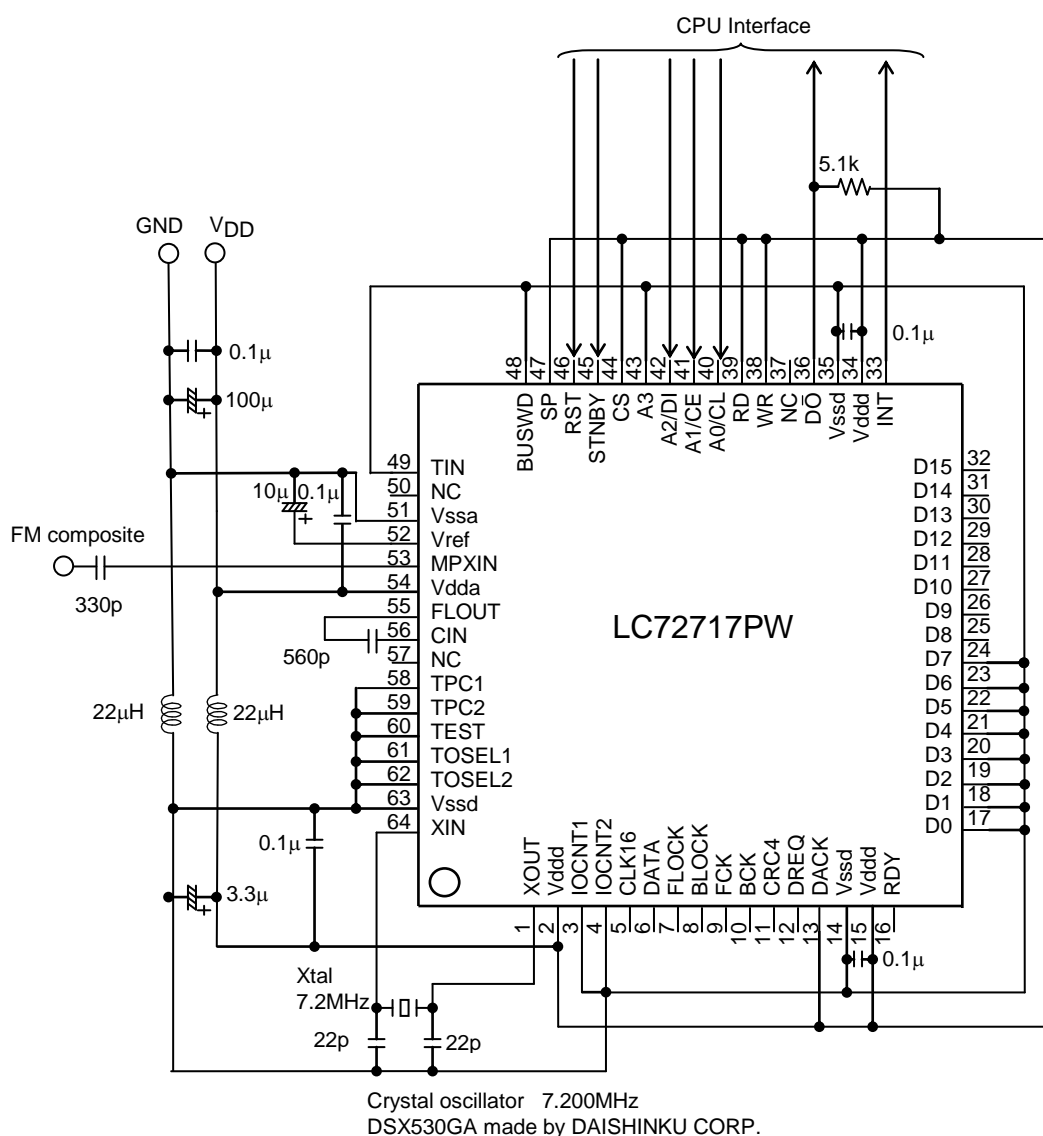 CPU Interface
5.1k
GND
VDD
0.1μ
0.1μ
100μ
48
47
46
45
44
43
42
41
40
39
38
37
36
35
34
33
BUSWD
SP
RST
STNBY
CS
A3
A2/DI
A1/CE
A0/CL
RD
WR
NC
DO
Vssd
Vddd
INT
49 TIN
50 NC
51 Vssa
52 Vref
53 MPXIN
54 Vdda
55 FLOUT
56 CIN
57 NC
58 TPC1
59 TPC2
60 TEST
61 TOSEL1
62 TOSEL2
63 Vssd
64 XIN
10μ
0.1μ
FM composite
330p
560p
22μH
22μH
0.1μ
3.3μ
LC72717PW
D15 32
D14 31
D13 30
D12 29
D11 28
D10 27
D9 26
D8 25
D7 24
D6 23
D5 22
D4 21
D3 20
D2 19
D1 18
D0 17
XOUT
Vddd
IOCNT1
IOCNT2
CLK16
DATA
FLOCK
BLOCK
FCK
BCK
CRC4
DREQ
DACK
Vssd
Vddd
RDY
1
2
3
4
5
6
7
8
9
10
11
12
13
14
15
16
0.1μ
Xtal
7.2MHz
22p
22p
Crystal oscillator 7.200MHz
DSX530GA made by DAISHINKU CORP.